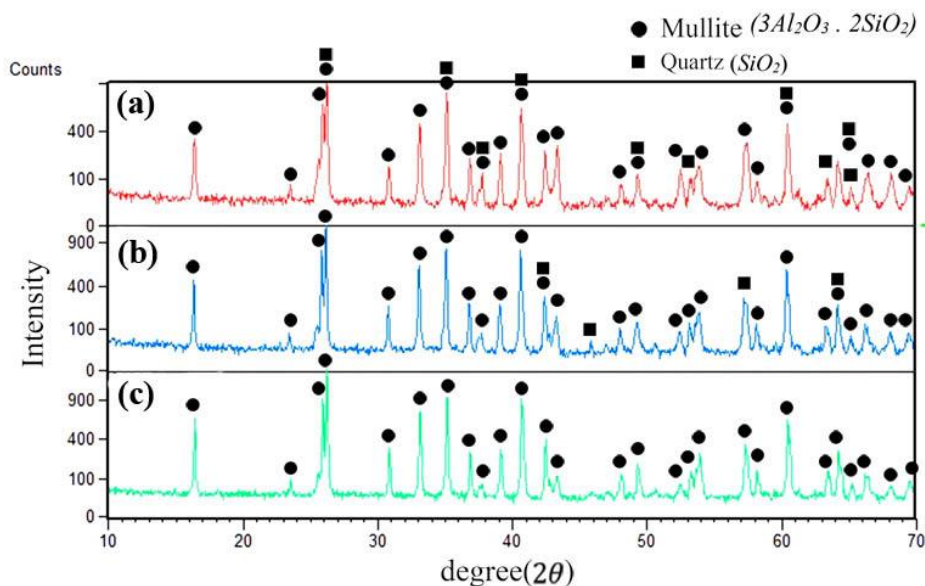 ● Mullite (3Al₂O₃ . 2SiO₂)
■ Quartz (SiO₂)
Counts
(a)
400
100
0
(b)
900
400
100
0
(c)
900
400
100
0
Intensity
10 20 30 40 50 60 70
degree(2θ)